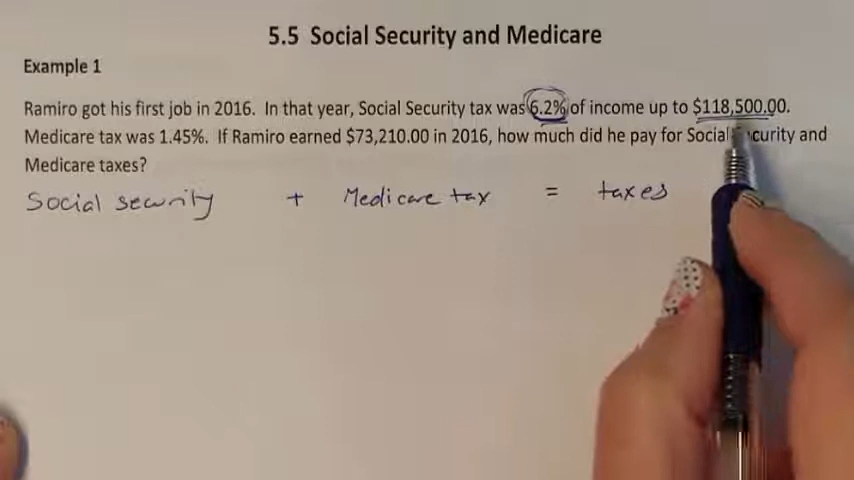 5.5 Social Security and Medicare
Example 1
Ramiro got his first job in 2016. In that year, Social Security tax was 6.2% of income up to $118,500.00.
Medicare tax was 1.45%. If Ramiro earned $73,210.00 in 2016, how much did he pay for Social Security and
Medicare taxes?
Social security + Medicare tax = taxes